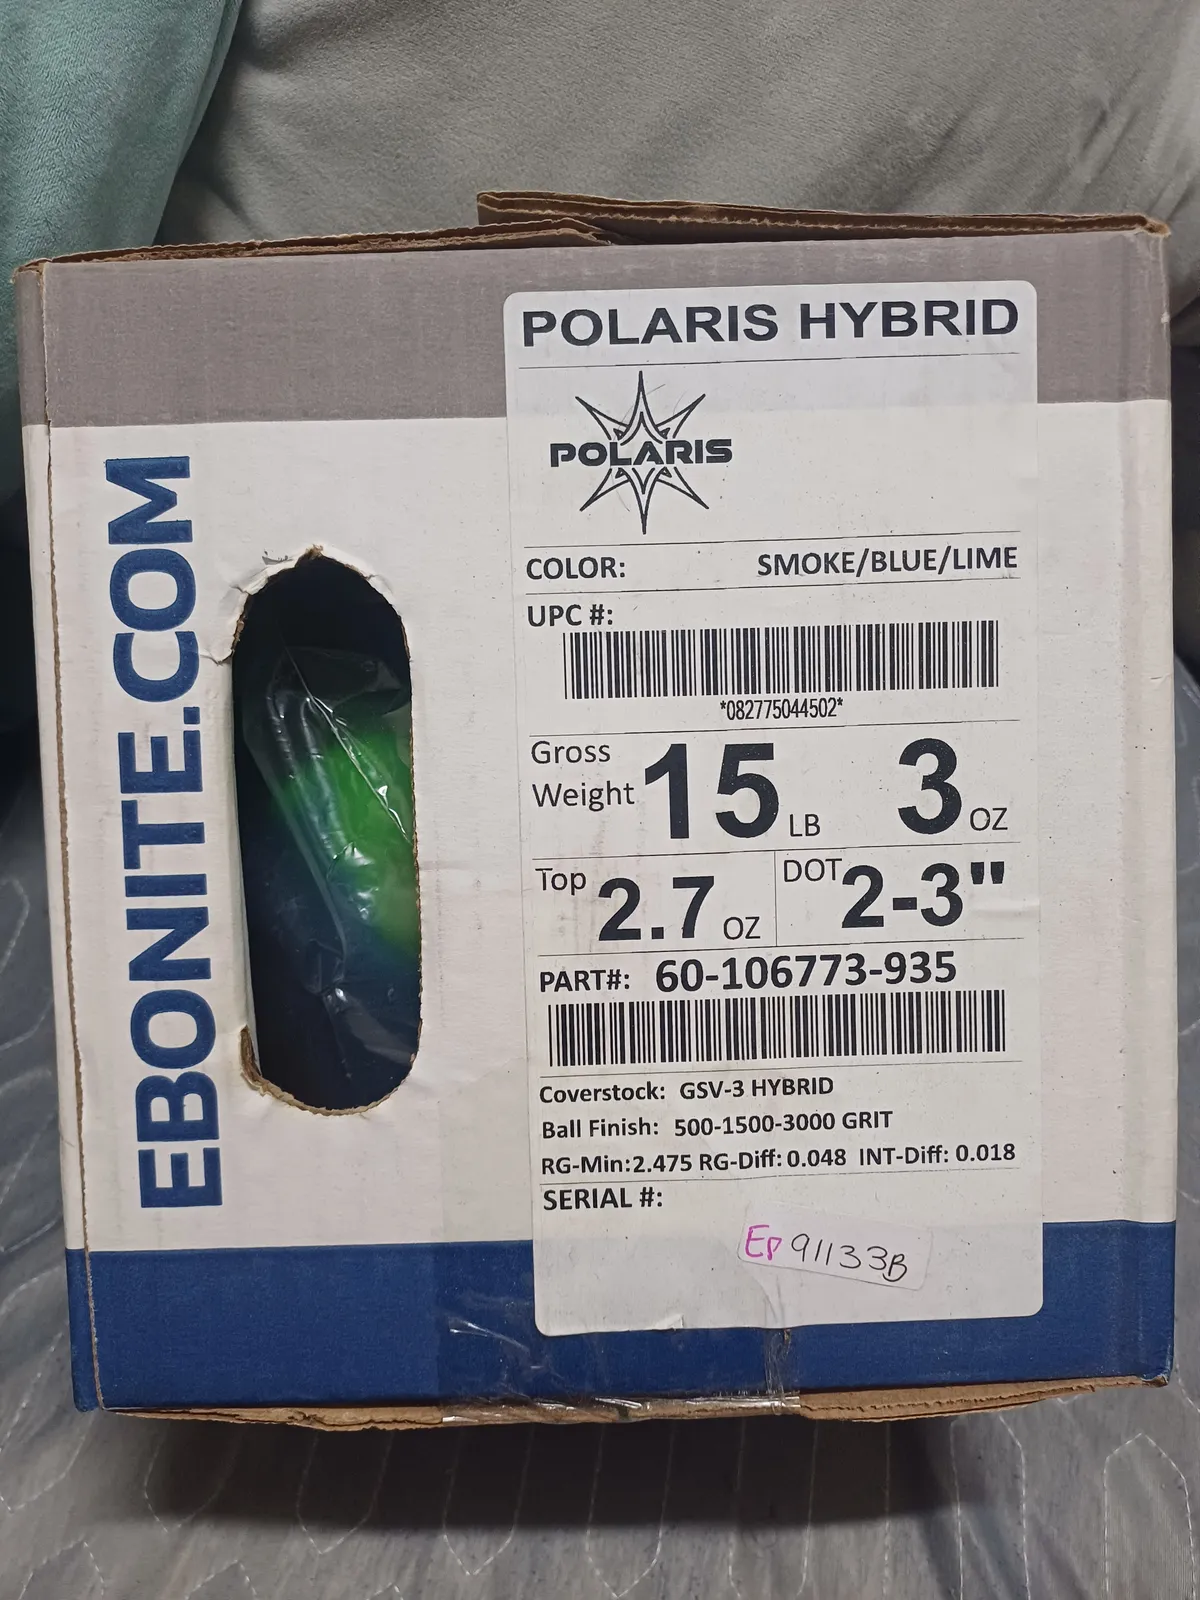 EBONITE.COM
POLARIS HYBRID
POLARIS
COLOR: SMOKE/BLUE/LIME
UPC #:
*082775044502*
Gross Weight 15 LB 3 OZ
Top 2.7 OZ DOT 2-3"
PART#: 60-106773-935
Coverstock: GSV-3 HYBRID
Ball Finish: 500-1500-3000 GRIT
RG-Min:2.475 RG-Diff: 0.048 INT-Diff: 0.018
SERIAL #:
EP 91133B